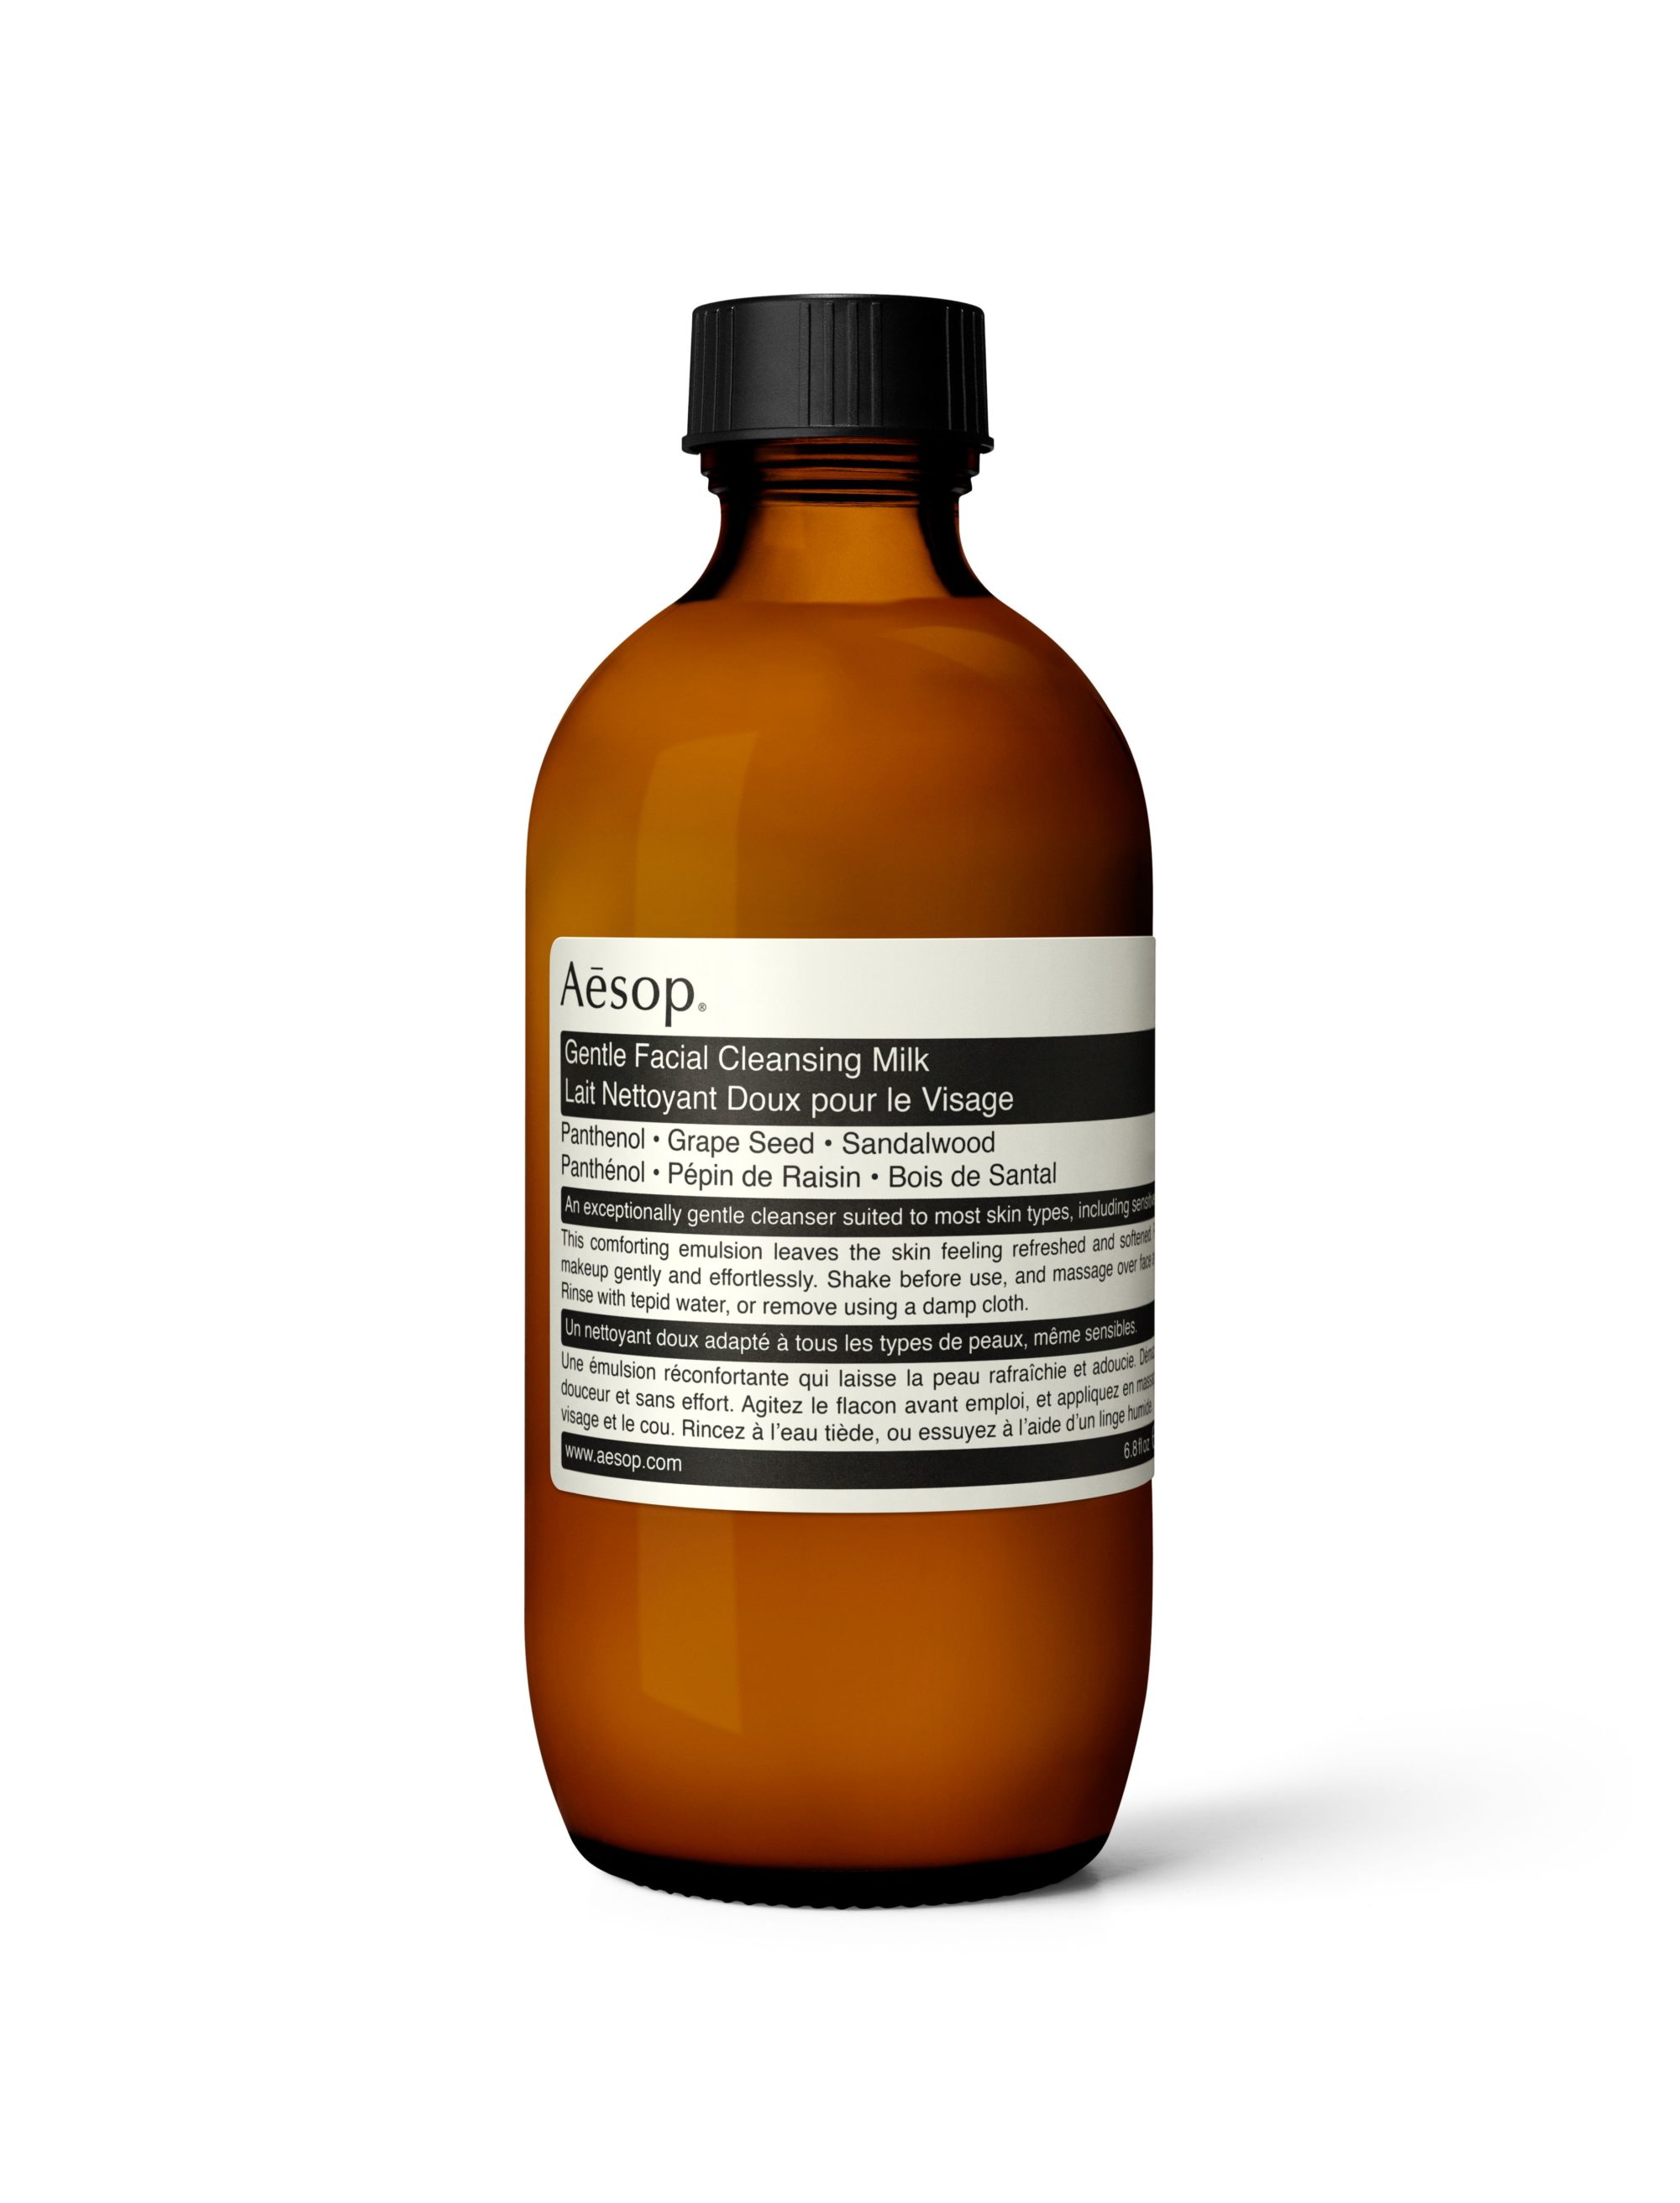 Aēsop.®
Gentle Facial Cleansing Milk
Lait Nettoyant Doux pour le Visage
Panthenol • Grape Seed • Sandalwood
Panthénol • Pépin de Raisin • Bois de Santal
An exceptionally gentle cleanser suited to most skin types, including
This comforting emulsion leaves the skin feeling refreshed and softened.
makeup gently and effortlessly. Shake before use, and massage over face
Rinse with tepid water, or remove using a damp cloth.
Un nettoyant doux adapté à tous les types de peaux, même sensibles.
Une émulsion réconfortante qui laisse la peau rafraîchie et adoucie.
douceur et sans effort. Agitez le flacon avant emploi, et appliquez en
visage et le cou. Rincez à l'eau tiède, ou essuyez à l'aide d'un linge humide.
www.aesop.com 6.8 fl oz